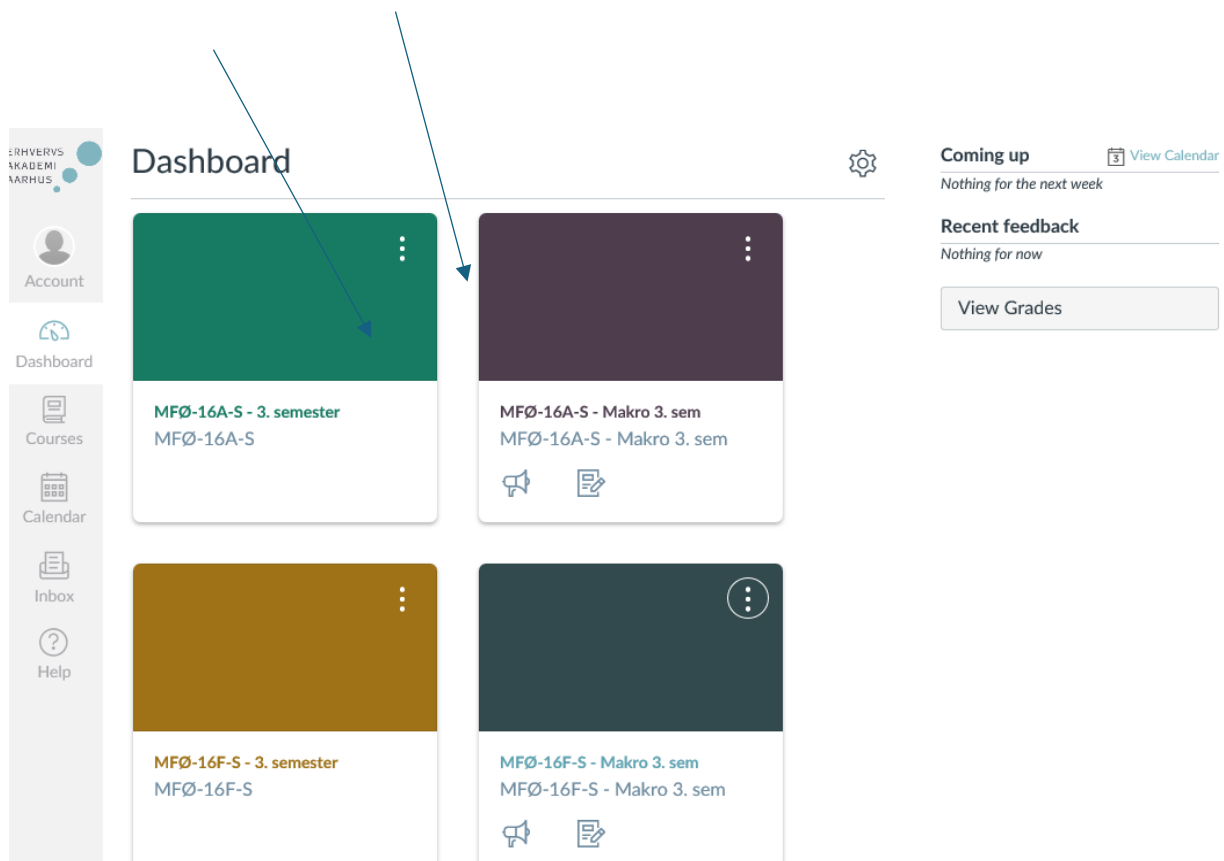 ERHVERVS
AKADEMI
AARHUS
Account
Dashboard
Courses
Calendar
Inbox
Help
Dashboard
MFØ-16A-S - 3. semester
MFØ-16A-S
MFØ-16A-S - Makro 3. sem
MFØ-16A-S - Makro 3. sem
MFØ-16F-S - 3. semester
MFØ-16F-S
MFØ-16F-S - Makro 3. sem
MFØ-16F-S - Makro 3. sem
Coming up
3 View Calendar
Nothing for the next week
Recent feedback
Nothing for now
View Grades